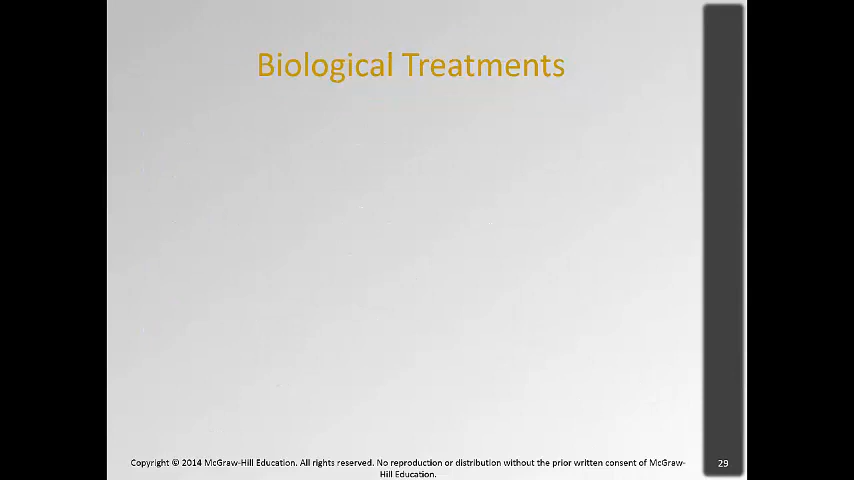 Biological Treatments
Copyright © 2014 McGraw-Hill Education. All rights reserved. No reproduction or distribution without the prior written consent of McGraw-
Hill Education.
29